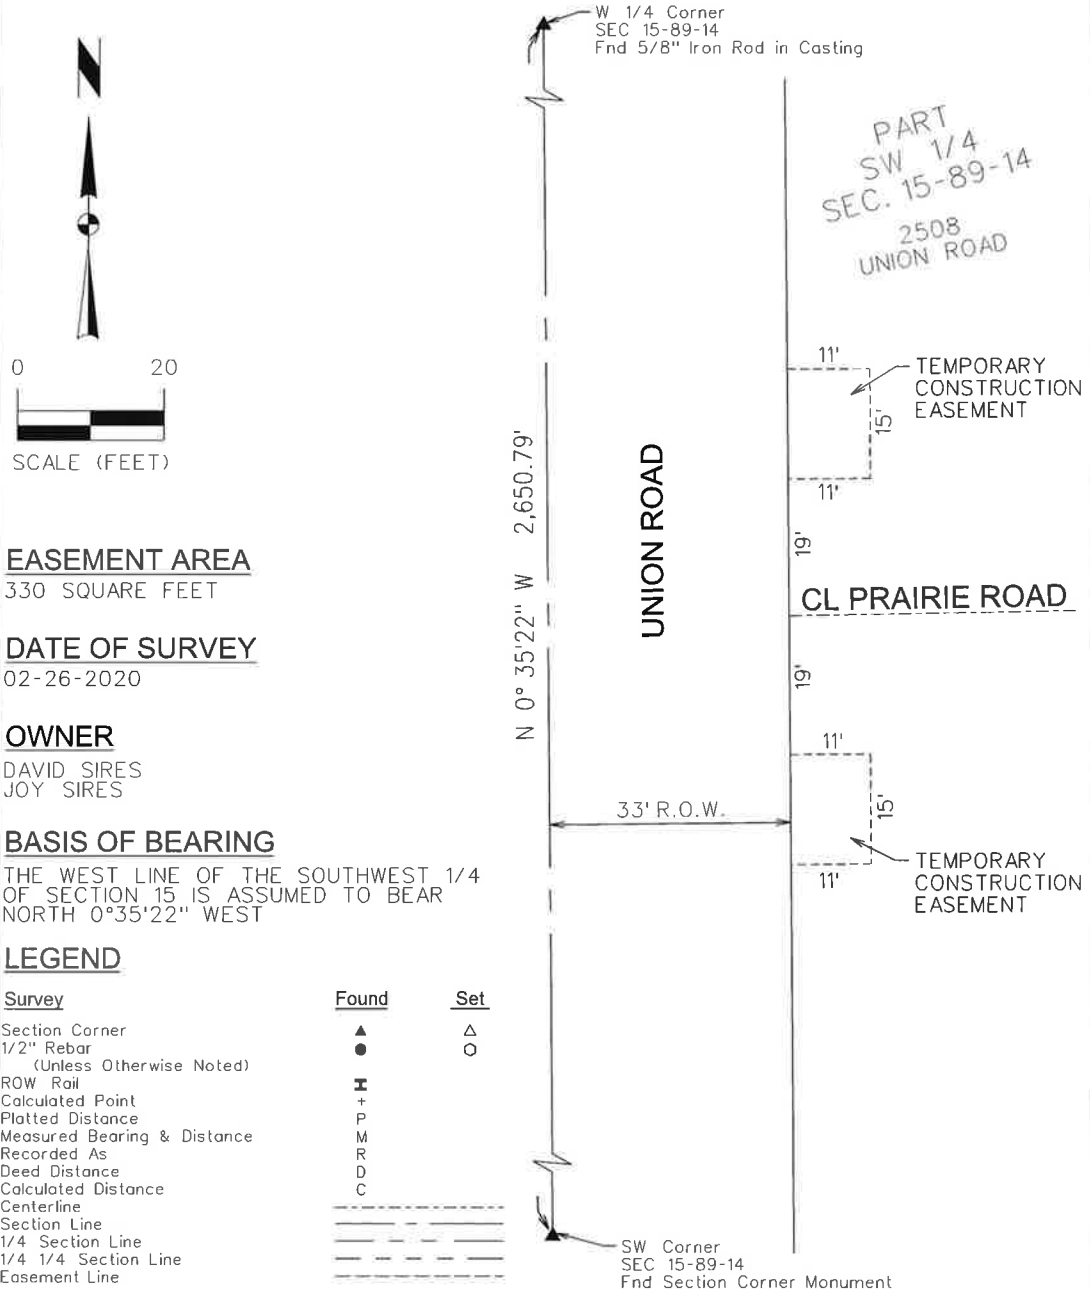 W 1/4 Corner
SEC 15-89-14
Fnd 5/8" Iron Rod in Casting
N
PART
SW 1/4
SEC. 15-89-14
2508
UNION ROAD
0 20
SCALE (FEET)
11'
TEMPORARY
CONSTRUCTION
EASEMENT
15'
11'
N 0° 35'22" W 2,650.79'
UNION ROAD
19'
CL PRAIRIE ROAD
19'
11'
33' R.O.W.
15'
TEMPORARY
CONSTRUCTION
EASEMENT
11'
EASEMENT AREA
330 SQUARE FEET
DATE OF SURVEY
02-26-2020
OWNER
DAVID SIRES
JOY SIRES
BASIS OF BEARING
THE WEST LINE OF THE SOUTHWEST 1/4
OF SECTION 15 IS ASSUMED TO BEAR
NORTH 0°35'22" WEST
LEGEND
Survey Found Set
Section Corner
1/2" Rebar
(Unless Otherwise Noted)
ROW Rail
Calculated Point +
Platted Distance P
Measured Bearing & Distance M
Recorded As R
Deed Distance D
Calculated Distance C
Centerline
Section Line
1/4 Section Line
1/4 1/4 Section Line
Easement Line
SW Corner
SEC 15-89-14
Fnd Section Corner Monument